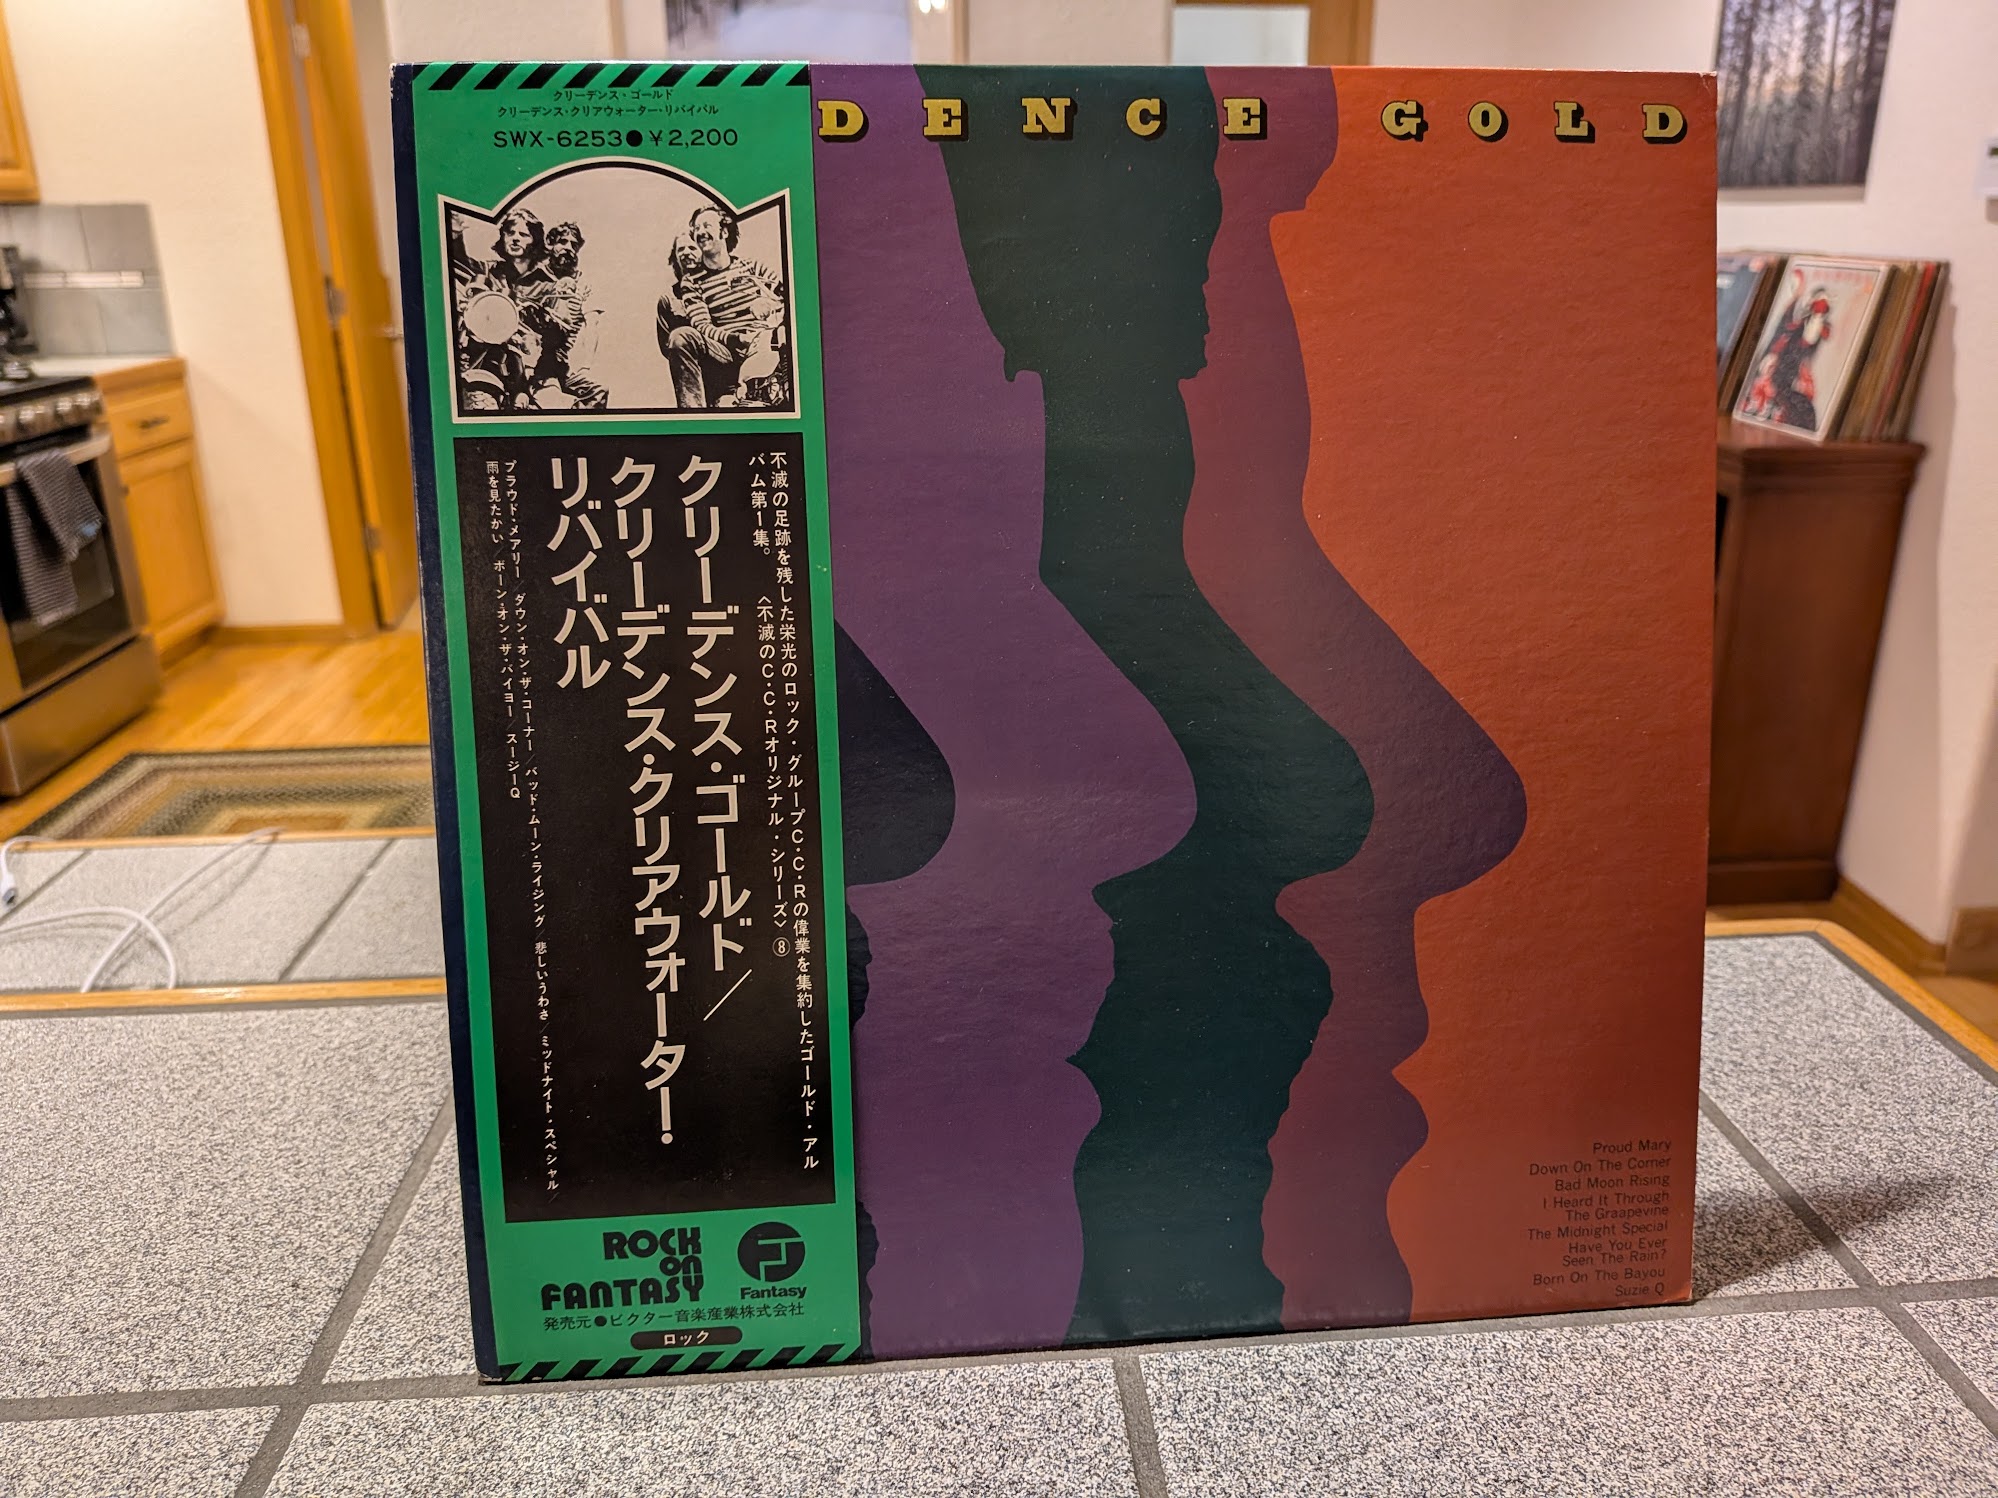 クリーデンス・ゴールド
クリーデンス・クリアウォーター・リバイバル
SWX-6253●¥2,200
不滅の足跡を残した栄光のロック・グループC・C・Rの偉業を集約したゴールド・アル
バム第1集。 〈不滅のC・C・Rオリジナル・シリーズ〉⑧
クリーデンス・ゴールド/
クリーデンス・クリアウォーター・
リバイバル
プラウド・メアリー/ダウン・オン・ザ・コーナー/バッド・ムーン・ライジング/悲しいうわさ/ミッドナイト・スペシャル/
雨を見たかい/ボーン・オン・ザ・バイヨー/スージーQ
ROCK
ON
FANTASY
Fantasy
発売元●ビクター音楽産業株式会社
ロック
DENCE GOLD
Proud Mary
Down On The Corner
Bad Moon Rising
I Heard It Through
The Graapevine
The Midnight Special
Have You Ever
Seen The Rain?
Born On The Bayou
Suzie Q